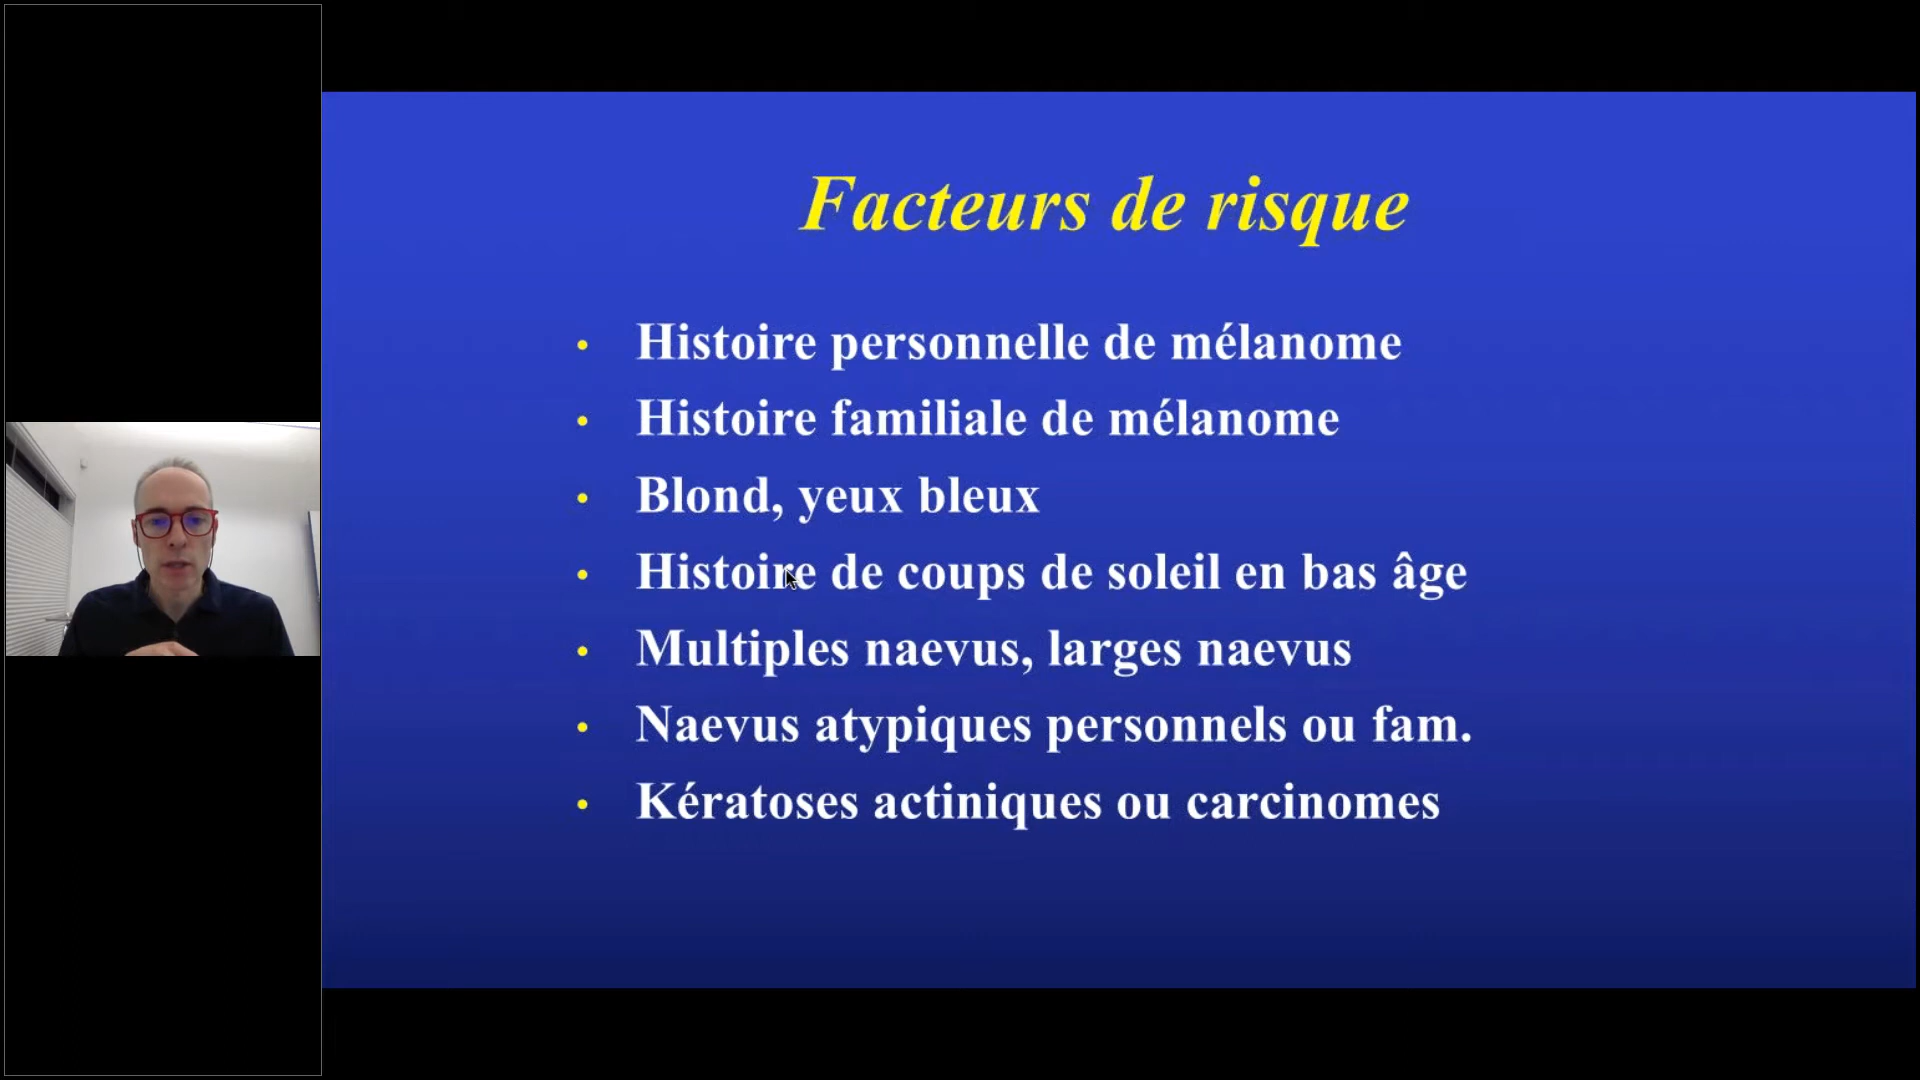 Facteurs de risque
Histoire personnelle de mélanome
Histoire familiale de mélanome
Blond, yeux bleux
Histoire de coups de soleil en bas âge
Multiples naevus, larges naevus
Naevus atypiques personnels ou fam.
Kératoses actiniques ou carcinomes